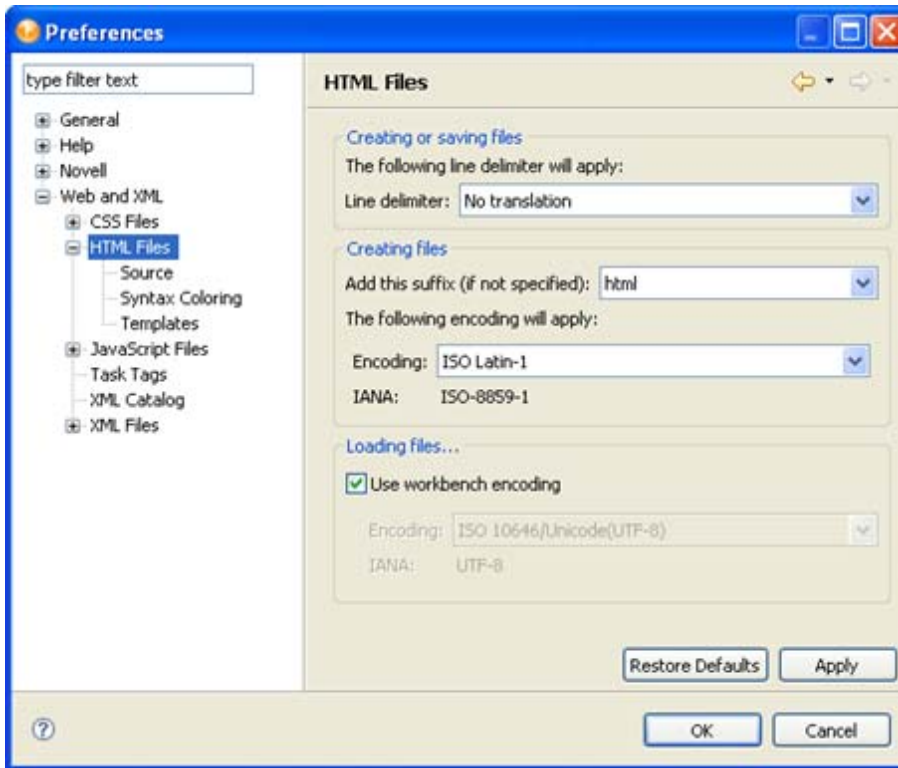 Preferences
type filter text
General
Help
Novell
Web and XML
CSS Files
HTML Files
Source
Syntax Coloring
Templates
JavaScript Files
Task Tags
XML Catalog
XML Files
HTML Files
Creating or saving files
The following line delimiter will apply:
Line delimiter: No translation
Creating files
Add this suffix (if not specified): html
The following encoding will apply:
Encoding: ISO Latin-1
IANA: ISO-8859-1
Loading files...
Use workbench encoding
Encoding: ISO 10646/Unicode(UTF-8)
IANA: UTF-8
Restore Defaults Apply
? OK Cancel